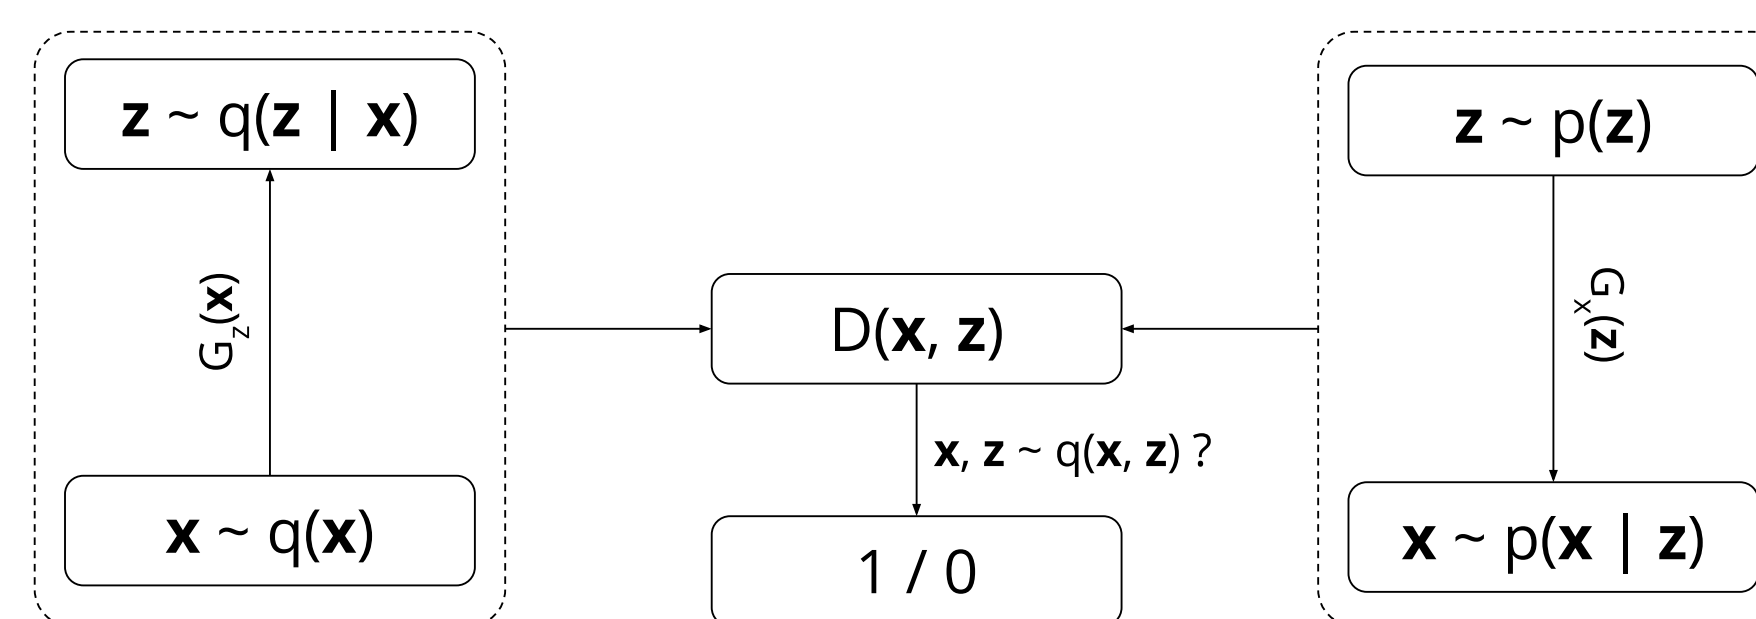 z ~ q(z | x)
G_z(x)
x ~ q(x)
D(x, z)
x, z ~ q(x, z) ?
1 / 0
z ~ p(z)
G_x(z)
x ~ p(x | z)